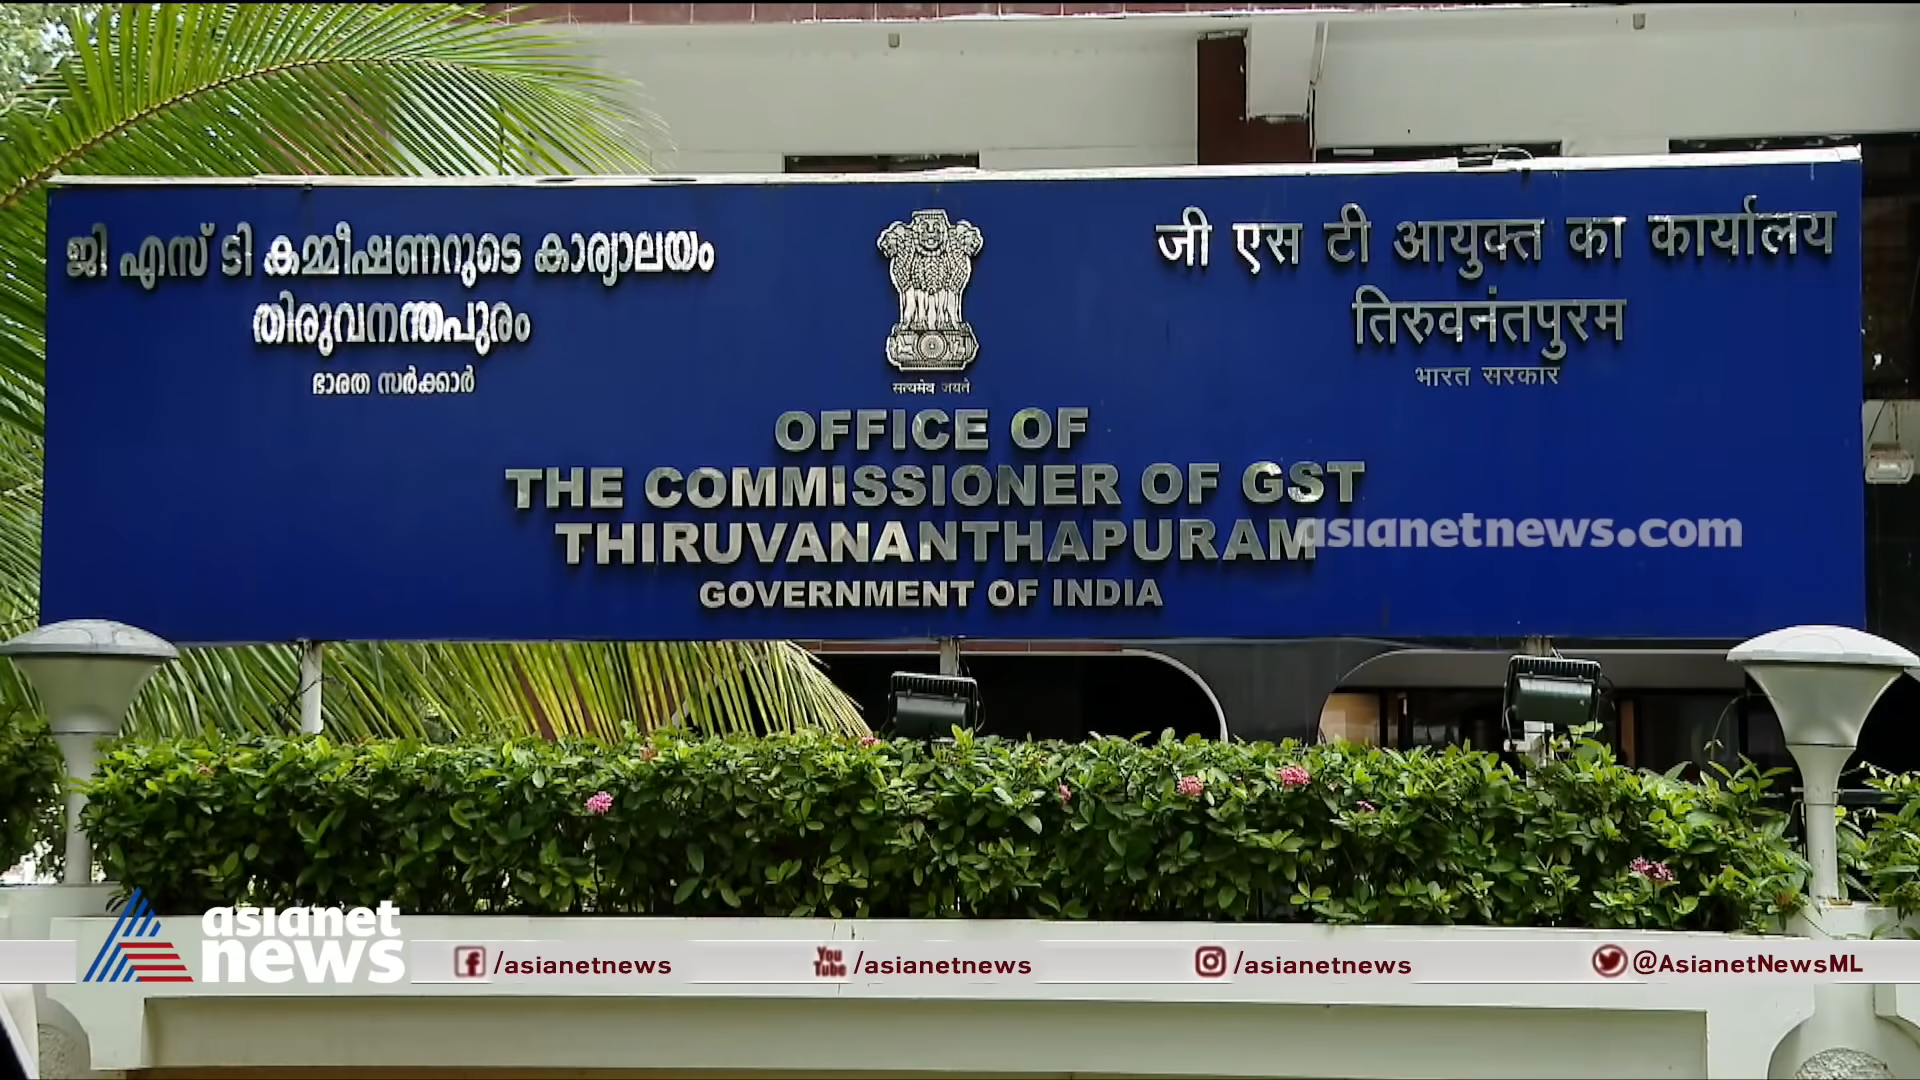 ജി എസ് ടി കമ്മീഷണറുടെ കാര്യാലയം
തിരുവനന്തപുരം
ഭാരത സർക്കാർ
सत्यमेव जयते
जी एस टी आयुक्त का कार्यालय
तिरुवनंतपुरम
भारत सरकार
OFFICE OF
THE COMMISSIONER OF GST
THIRUVANANTHAPURAM
GOVERNMENT OF INDIA
asianetnews.com
asianet
news
/asianetnews
You
Tube
/asianetnews
/asianetnews
@AsianetNewsML